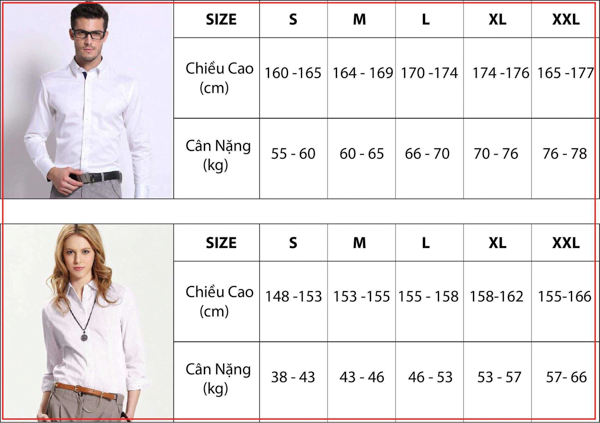 SIZE S M L XL XXL
Chiều Cao (cm) 160 -165 164 - 169 170 -174 174 -176 165 -177
Cân Nặng (kg) 55 - 60 60 - 65 66 - 70 70 - 76 76 - 78
SIZE S M L XL XXL
Chiều Cao (cm) 148 -153 153 -155 155 - 158 158-162 155-166
Cân Nặng (kg) 38 - 43 43 - 46 46 - 53 53 - 57 57- 66